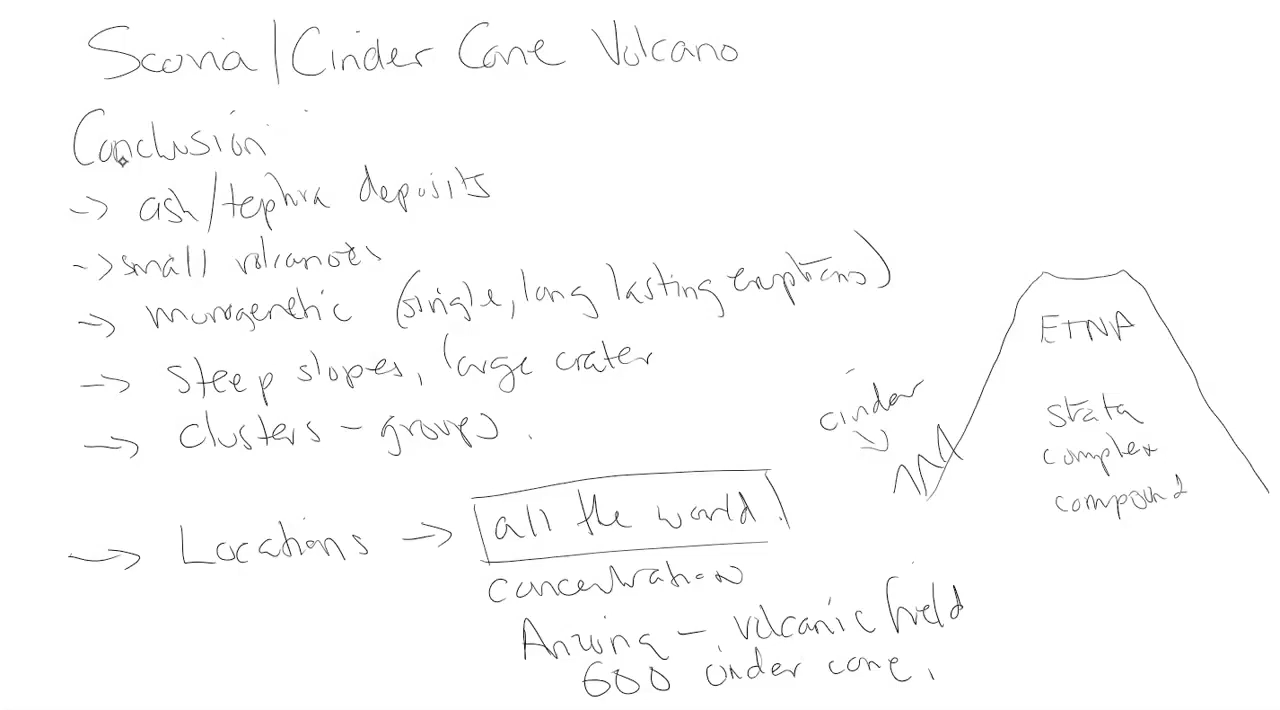 Scoria/Cinder Cone Volcano
Conclusion
→ ash/tephra deposits
→ small volcanoes
→ monogenetic (single, long lasting eruptions)
→ steep slopes, large crater
→ clusters - groups.
→ Locations → all the world.
concentration
Arizona - volcanic field
600 cinder cone.
cinder
ETNA
strata
complex
compound